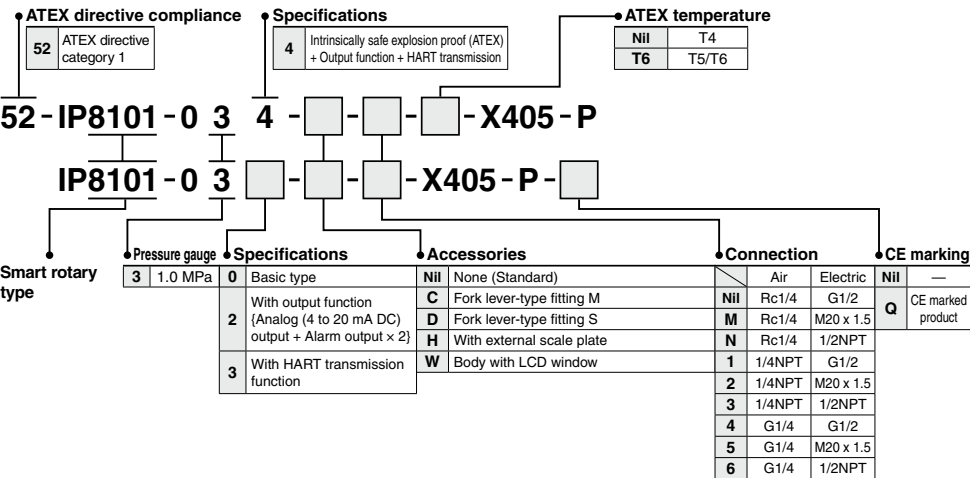 ATEX directive compliance
52 ATEX directive category 1
Specifications
4 Intrinsically safe explosion proof (ATEX) + Output function + HART transmission
ATEX temperature
Nil T4
T6 T5/T6
52 - IP8101 - 0 3 4 - - - - X405 - P
IP8101 - 0 3 - - - X405 - P -
Smart rotary type
Pressure gauge
3 1.0 MPa
Specifications
0 Basic type
2 With output function {Analog (4 to 20 mA DC) output + Alarm output × 2}
3 With HART transmission function
Accessories
Nil None (Standard)
C Fork lever-type fitting M
D Fork lever-type fitting S
H With external scale plate
W Body with LCD window
Connection
Air Electric
Nil Rc1/4 G1/2
M Rc1/4 M20 x 1.5
N Rc1/4 1/2NPT
1 1/4NPT G1/2
2 1/4NPT M20 x 1.5
3 1/4NPT 1/2NPT
4 G1/4 G1/2
5 G1/4 M20 x 1.5
6 G1/4 1/2NPT
CE marking
Nil —
Q CE marked product